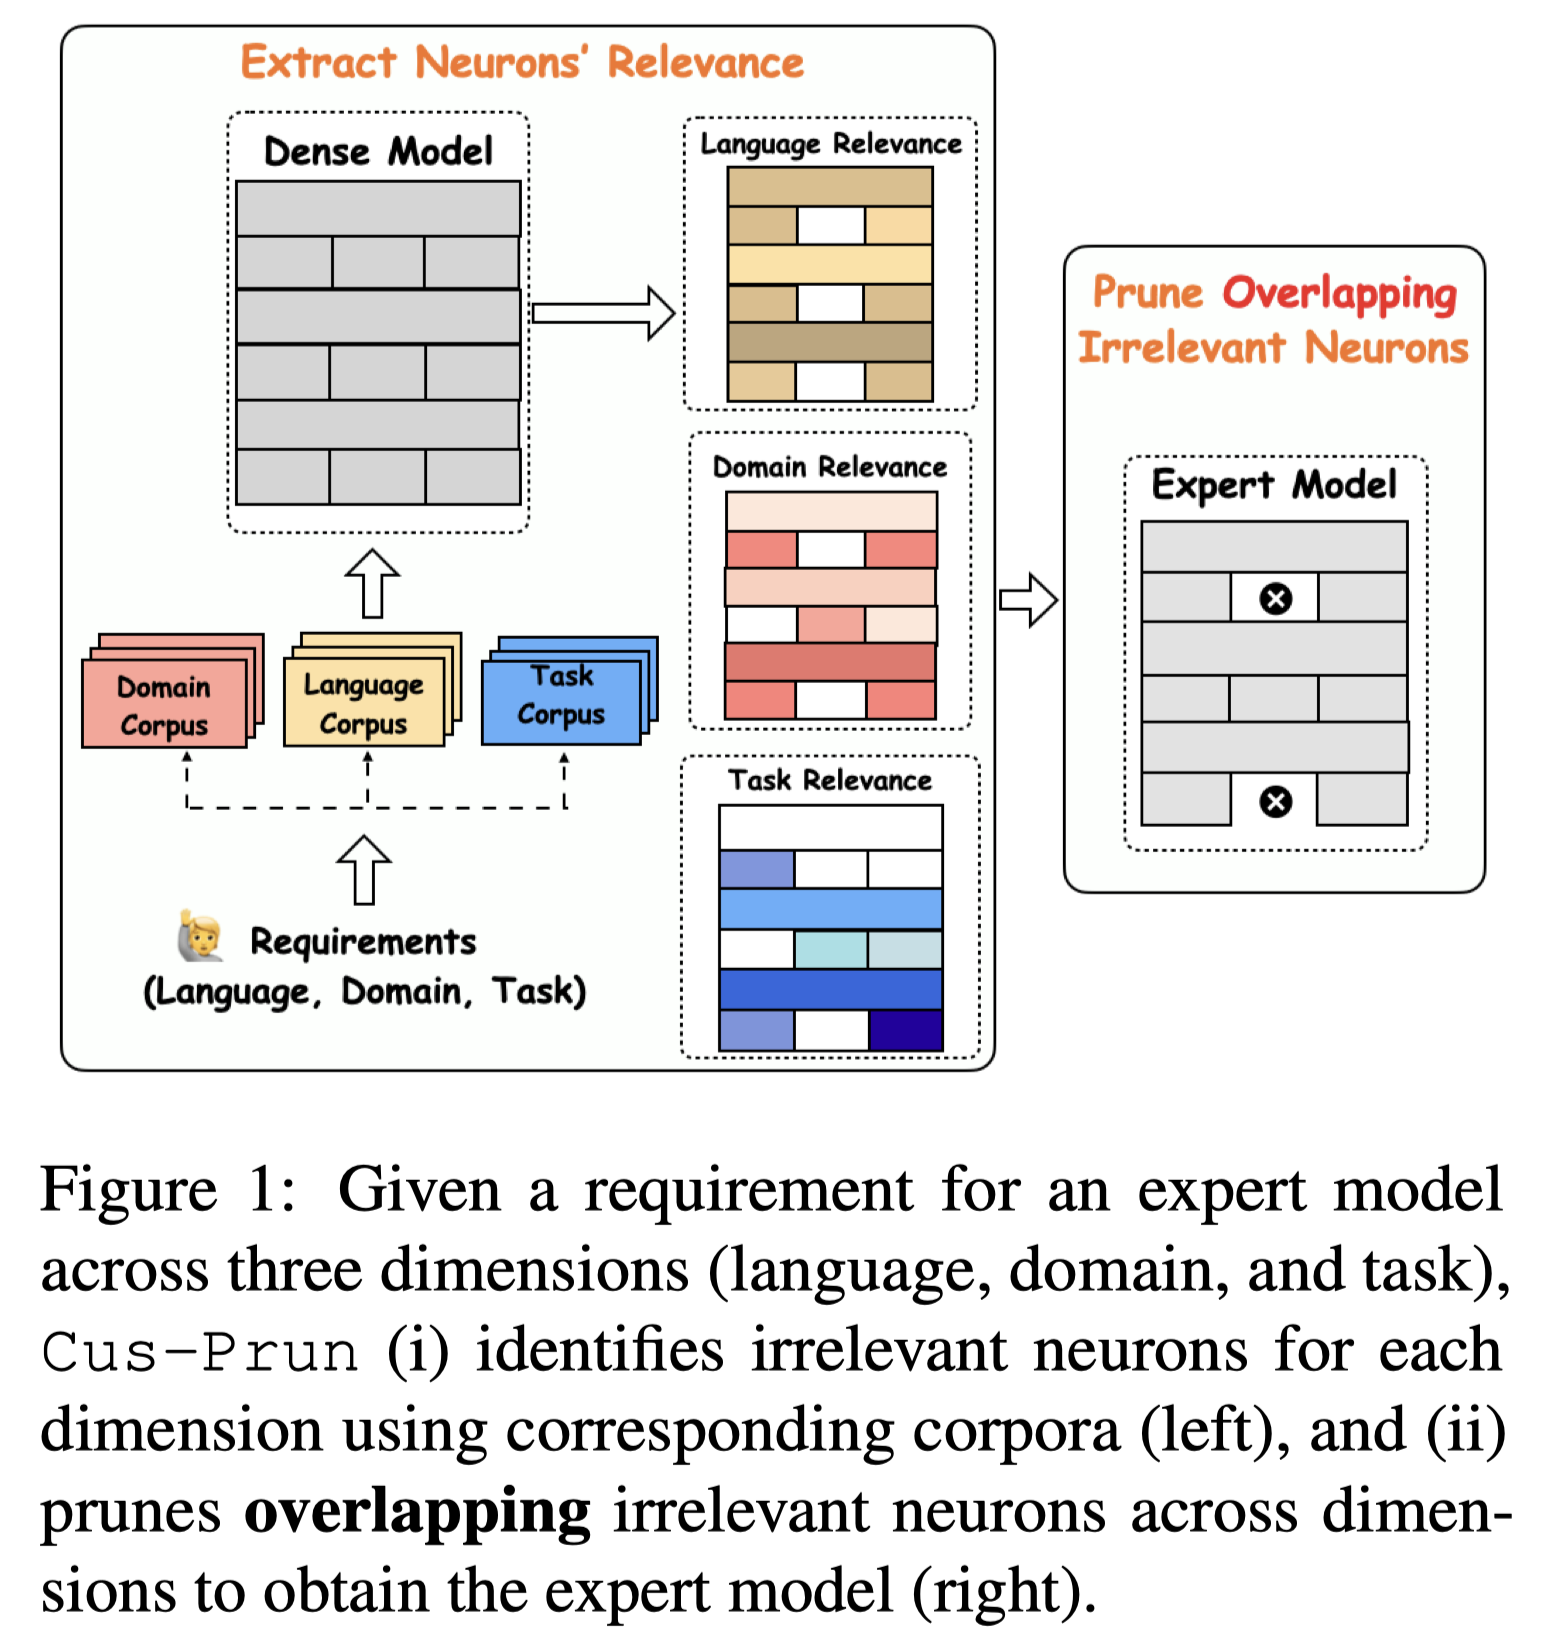 Extract Neurons' Relevance
Dense Model
Language Relevance
Domain Relevance
Task Relevance
Domain
Corpus
Language
Corpus
Task
Corpus
Requirements
(Language, Domain, Task)
Prune Overlapping
Irrelevant Neurons
Expert Model
Figure 1: Given a requirement for an expert model
across three dimensions (language, domain, and task),
Cus-Prun (i) identifies irrelevant neurons for each
dimension using corresponding corpora (left), and (ii)
prunes overlapping irrelevant neurons across dimen-
sions to obtain the expert model (right).